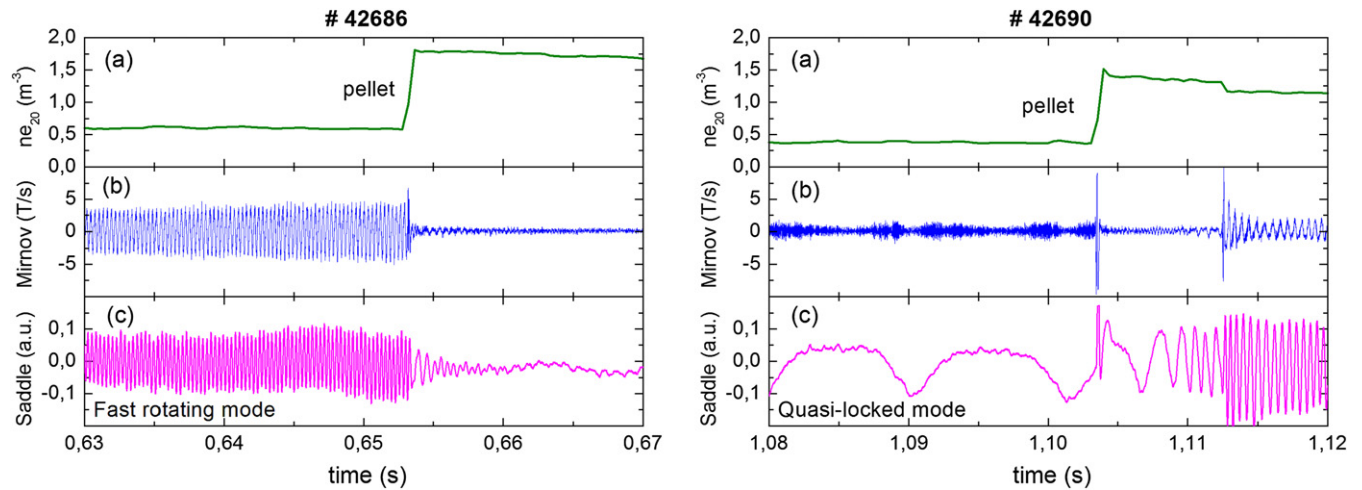 # 42686
(a)
pellet
ne20 (m-3)
2,0
1,5
1,0
0,5
0,0
(b)
Mirnov (T/s)
5
0
-5
(c)
Saddle (a.u.)
0,1
0,0
-0,1
Fast rotating mode
0,63 0,64 0,65 0,66 0,67
time (s)
# 42690
(a)
pellet
ne20 (m-3)
2,0
1,5
1,0
0,5
0,0
(b)
Mirnov (T/s)
5
0
-5
(c)
Saddle (a.u.)
0,1
0,0
-0,1
Quasi-locked mode
1,08 1,09 1,10 1,11 1,12
time (s)